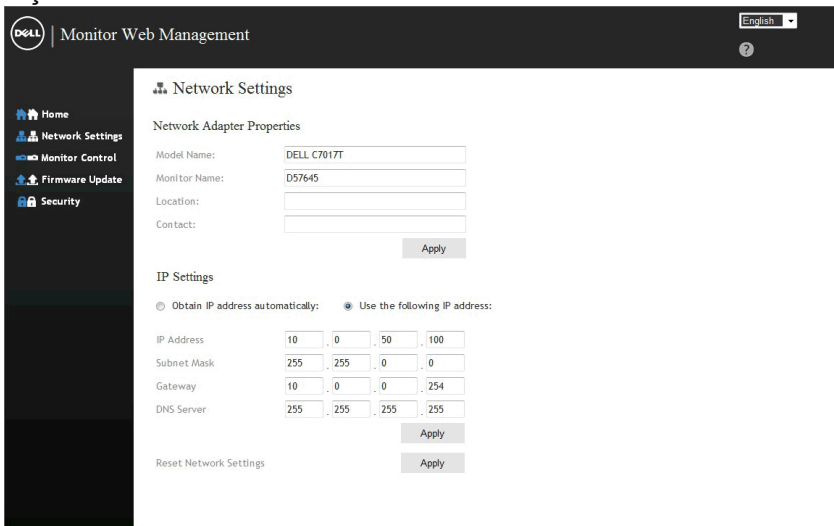 DELL | Monitor Web Management
English
?
Home
Network Settings
Monitor Control
Firmware Update
Security
Network Settings
Network Adapter Properties
Model Name: DELL C7017T
Monitor Name: D57645
Location:
Contact:
Apply
IP Settings
Obtain IP address automatically: Use the following IP address:
IP Address 10 . 0 . 50 . 100
Subnet Mask 255 . 255 . 0 . 0
Gateway 10 . 0 . 0 . 254
DNS Server 255 . 255 . 255 . 255
Apply
Reset Network Settings Apply